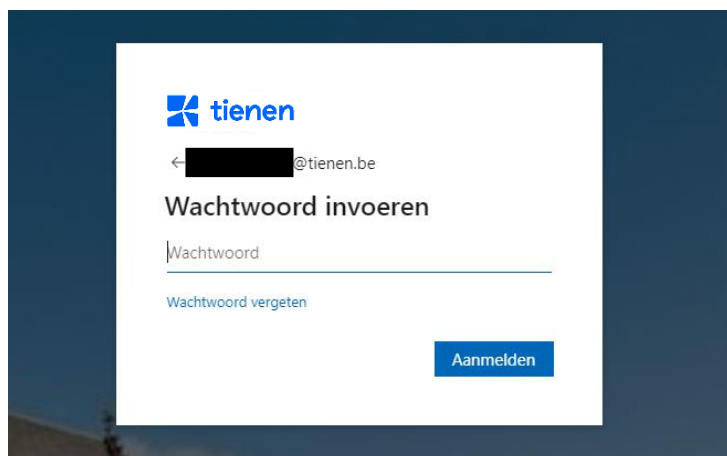 tienen
@tienen.be
Wachtwoord invoeren
Wachtwoord
Wachtwoord vergeten
Aanmelden